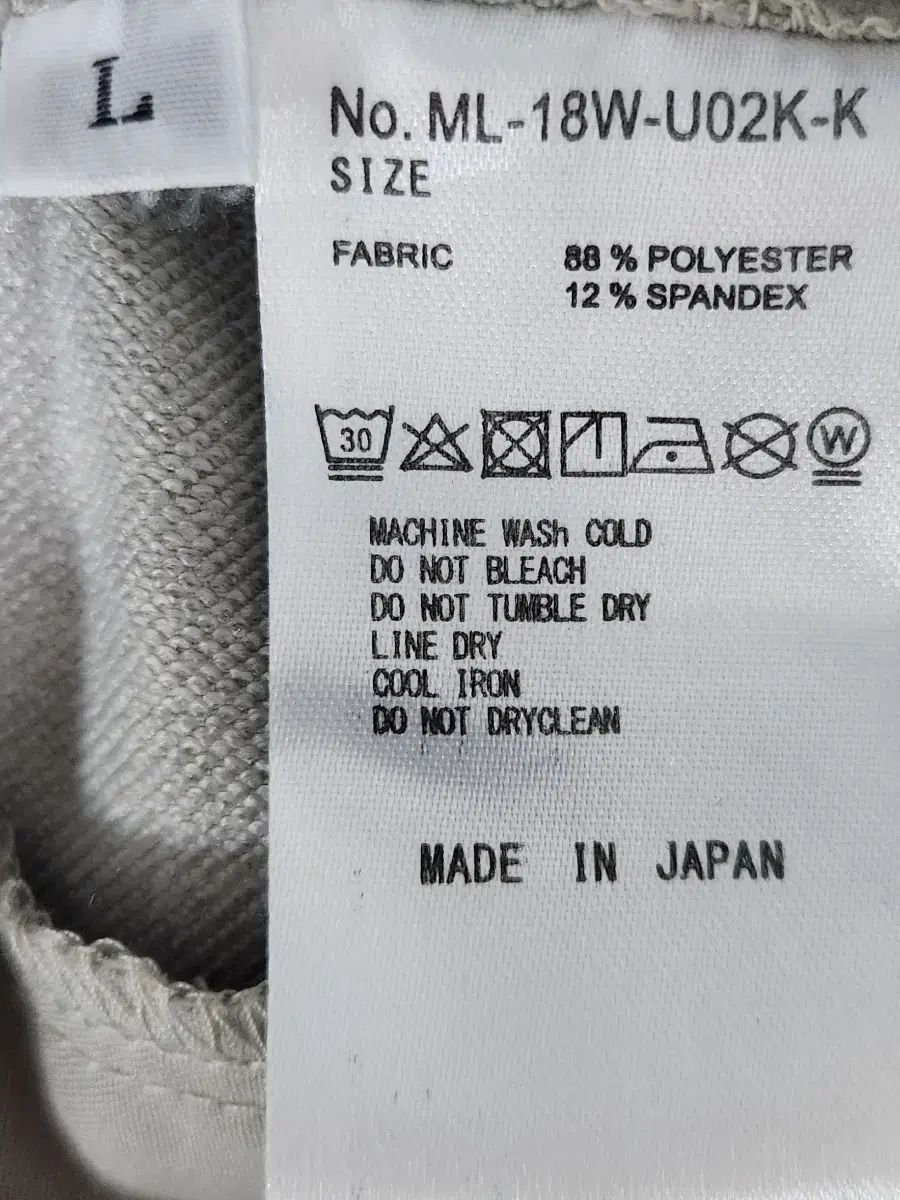 L
No. ML-18W-U02K-K
SIZE
FABRIC 88 % POLYESTER
12 % SPANDEX
30 W
MACHINE WASh COLD
DO NOT BLEACH
DO NOT TUMBLE DRY
LINE DRY
COOL IRON
DO NOT DRYCLEAN
MADE IN JAPAN